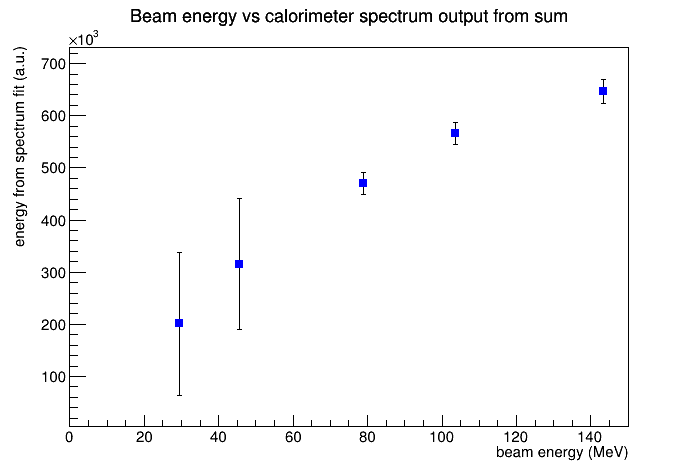 Beam energy vs calorimeter spectrum output from sum
×10³
energy from spectrum fit (a.u.)
700
600
500
400
300
200
100
0 20 40 60 80 100 120 140
beam energy (MeV)